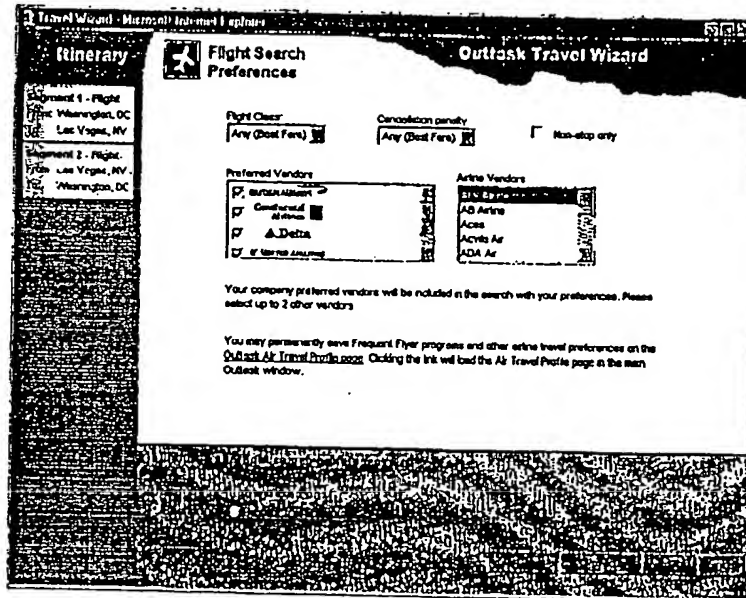 Travel Wizard - Microsoft Internet Explorer
Itinerary
Flight Search
Preferences
Outtask Travel Wizard
Segment 1 - Flight
From: Washington, DC
Las Vegas, NV
Segment 2 - Flight
From: Las Vegas, NV
Washington, DC
Flight Class
Any (Best Fare)
Cancellation penalty
Any (Best Fare)
Non-stop only
Preferred Vendors
Continental
Airlines
Delta
Airline Vendors
AB Airline
Aces
ADA Air
Your company preferred vendors will be included in the search with your preferences. Please
select up to 2 other vendors
You may permanently save Frequent Flyer programs and other airline travel preferences on the
Outtask Air Travel Profile page. Clicking the link will load the Air Travel Profile page in the main
Outtask window.